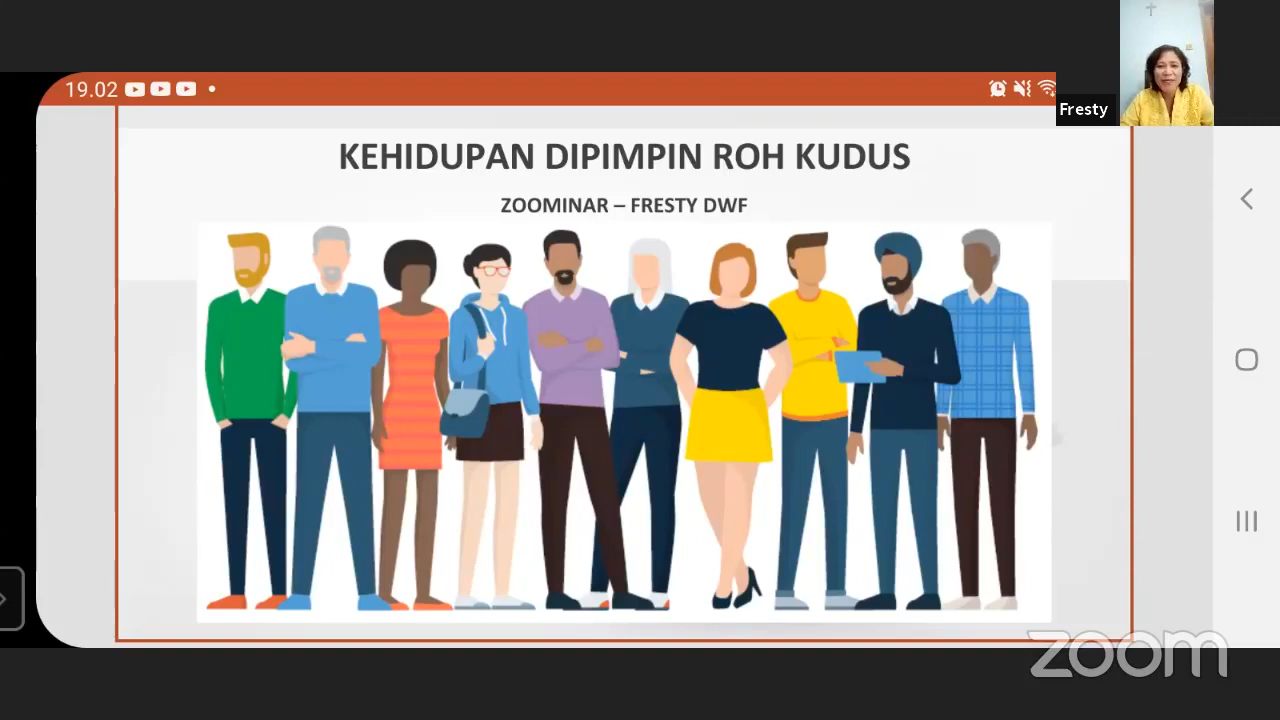 19.02
Fresty
KEHIDUPAN DIPIMPIN ROH KUDUS
ZOOMINAR – FRESTY DWF
zoom